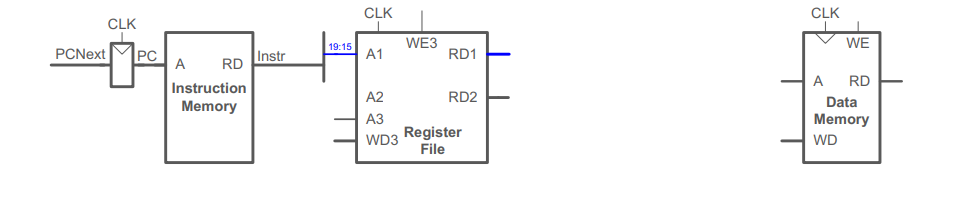 CLK
PCNext
PC
A
RD
Instruction
Memory
Instr
19:15
CLK
WE3
A1
RD1
A2
RD2
A3
WD3
Register
File
CLK
WE
A
RD
Data
Memory
WD